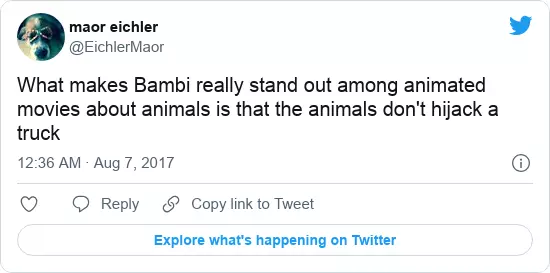 maor eichler
@EichlerMaor
What makes Bambi really stand out among animated
movies about animals is that the animals don't hijack a
truck
12:36 AM · Aug 7, 2017
Reply
Copy link to Tweet
Explore what's happening on Twitter